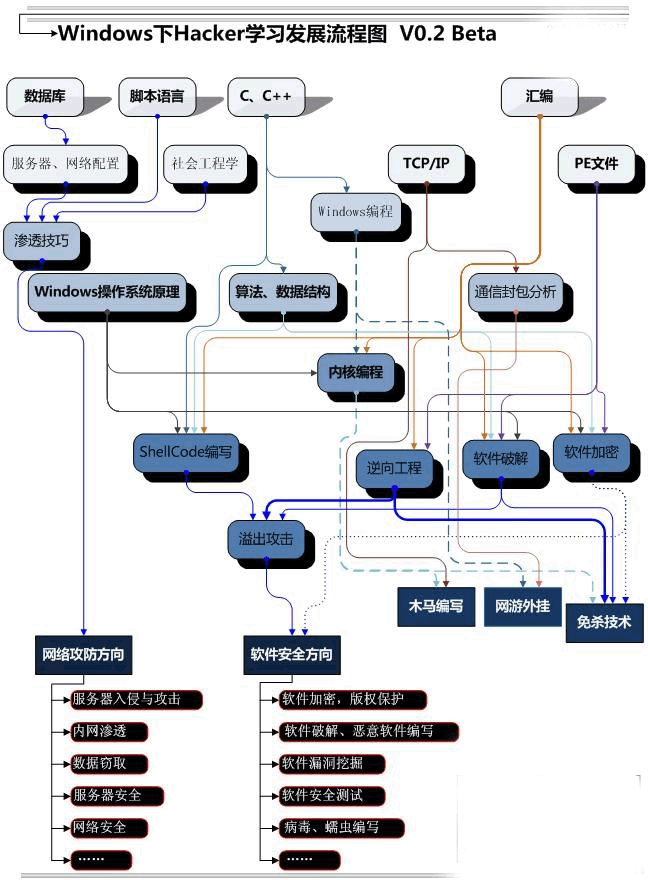 Windows下Hacker学习发展流程图 V0.2 Beta
数据库
脚本语言
C、C++
汇编
服务器、网络配置
社会工程学
TCP/IP
PE文件
Windows编程
渗透技巧
Windows操作系统原理
算法、数据结构
通信封包分析
内核编程
ShellCode编写
逆向工程
软件破解
软件加密
溢出攻击
木马编写
网游外挂
免杀技术
网络攻防方向
软件安全方向
服务器入侵与攻击
软件加密，版权保护
内网渗透
软件破解、恶意软件编写
数据窃取
软件漏洞挖掘
服务器安全
软件安全测试
网络安全
病毒、蠕虫编写
……
……